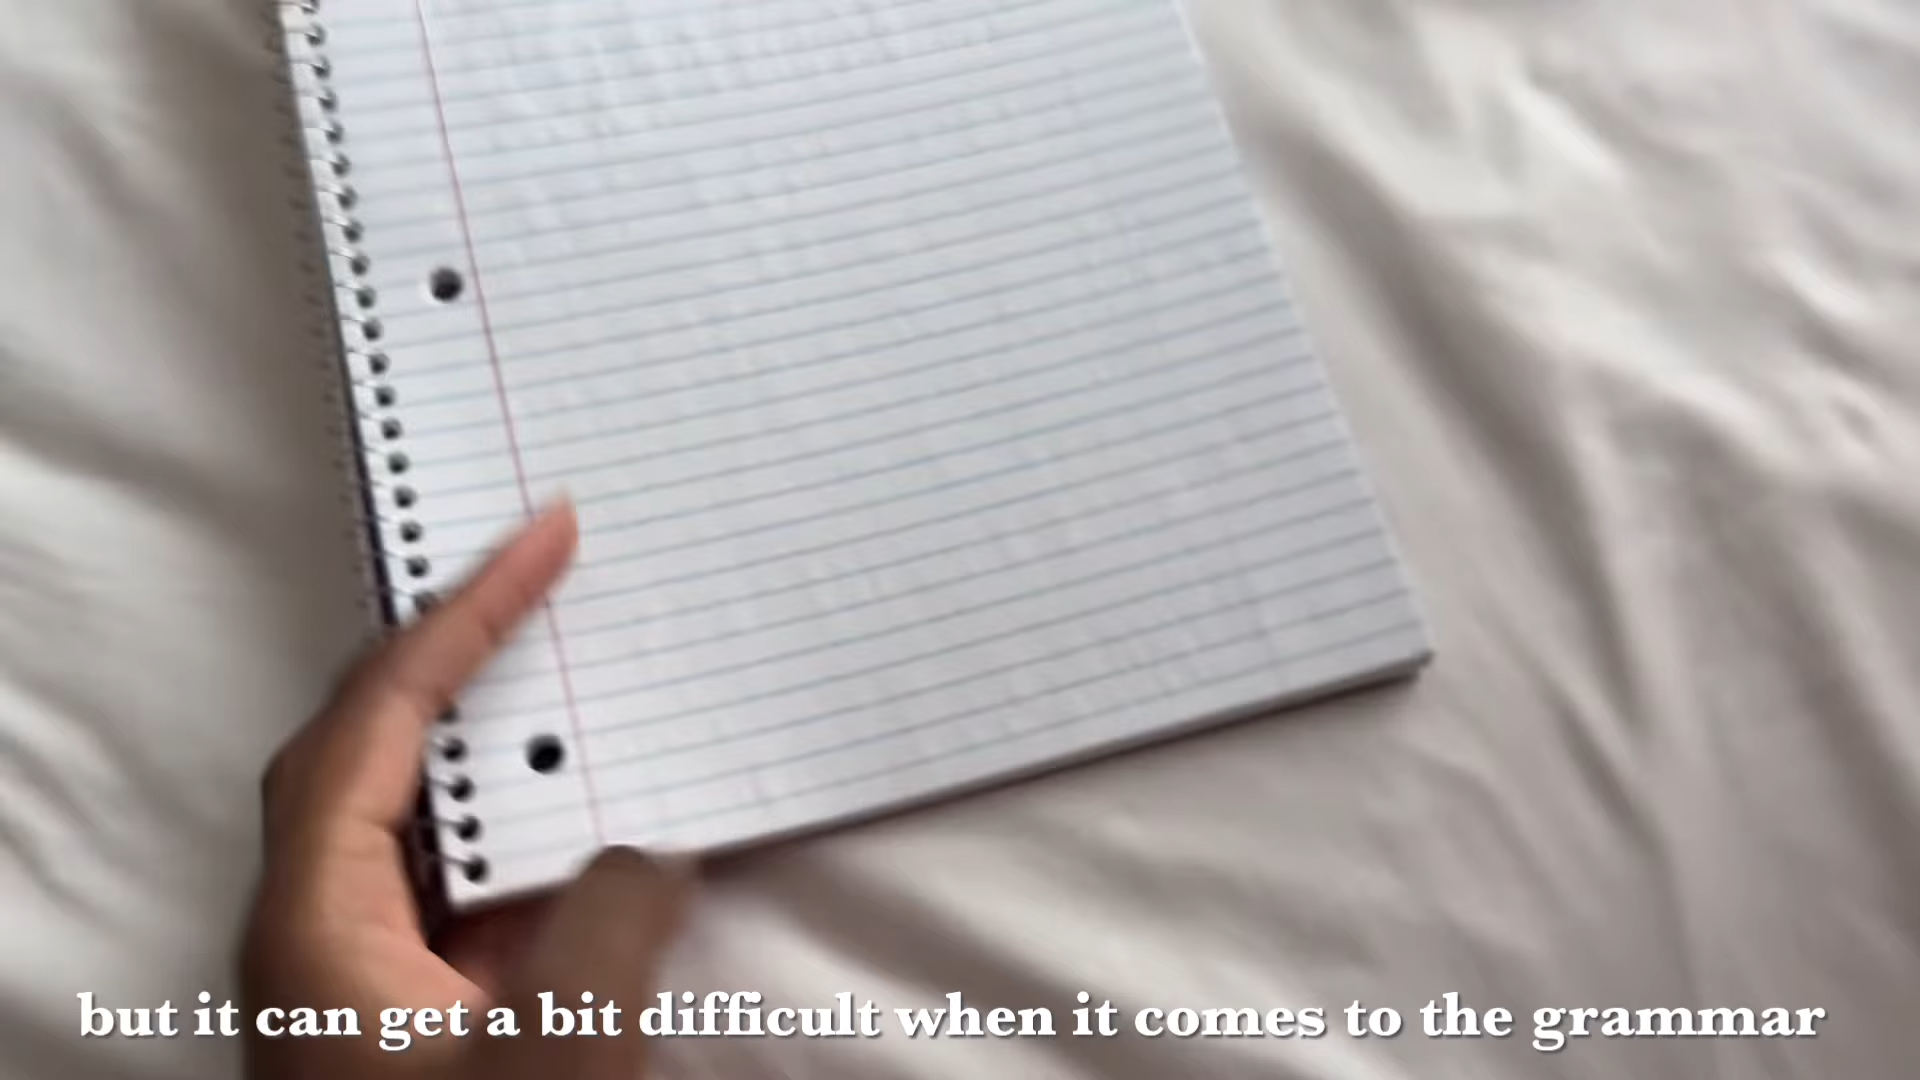 but it can get a bit difficult when it comes to the grammar